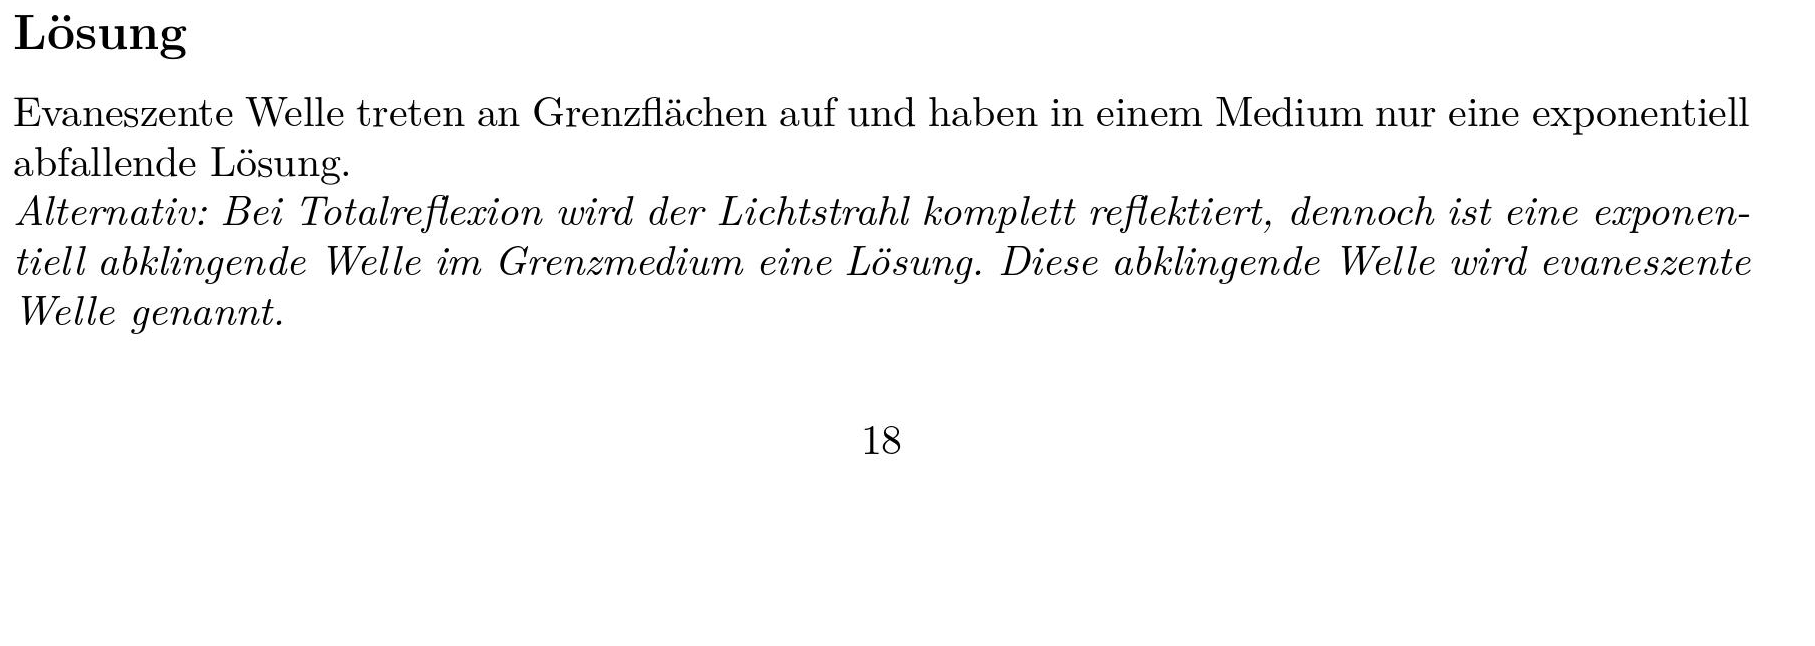 Lösung
Evaneszente Welle treten an Grenzflächen auf und haben in einem Medium nur eine exponentiell
abfallende Lösung.
Alternativ: Bei Totalreflexion wird der Lichtstrahl komplett reflektiert, dennoch ist eine exponen-
tiell abklingende Welle im Grenzmedium eine Lösung. Diese abklingende Welle wird evaneszente
Welle genannt.
18